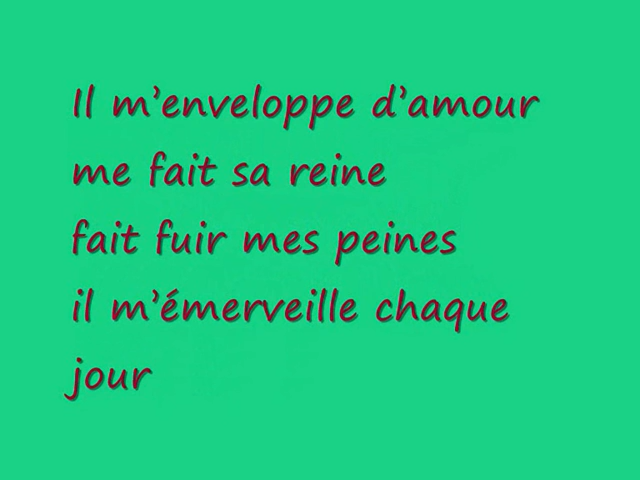 Il m’enveloppe d’amour
me fait sa reine
fait fuir mes peines
il m’émerveille chaque
jour